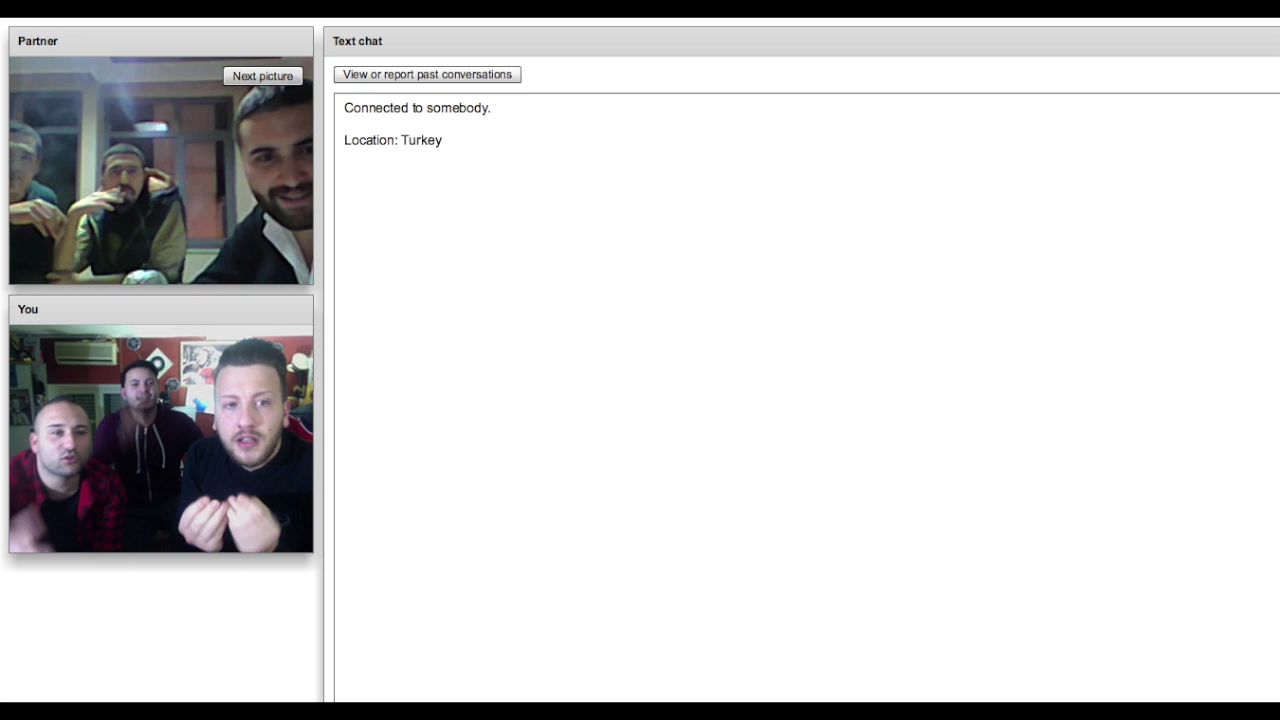 Partner
Next picture
You
Text chat
View or report past conversations
Connected to somebody.
Location: Turkey